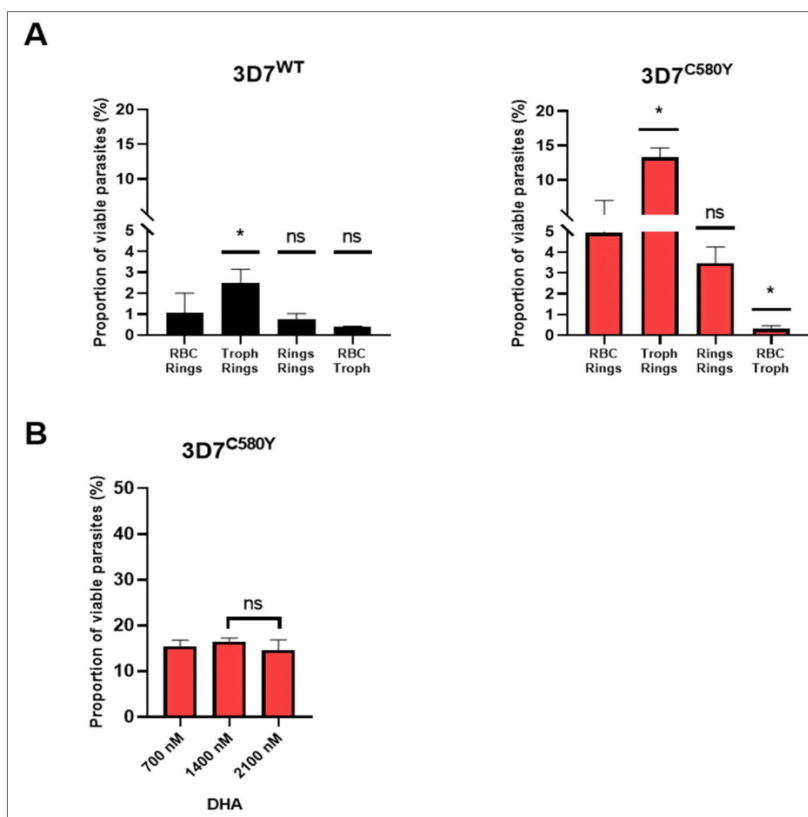 A
3D7WT
Proportion of viable parasites (%)
20
15
10
5
4
3
2
1
0
*
ns
ns
RBC
Rings
Troph
Rings
Rings
Rings
RBC
Troph
3D7C580Y
Proportion of viable parasites (%)
20
15
10
5
4
3
2
1
0
*
ns
*
RBC
Rings
Troph
Rings
Rings
Rings
RBC
Troph
B
3D7C580Y
Proportion of viable parasites (%)
50
40
30
20
10
0
ns
700 nM
1400 nM
2100 nM
DHA